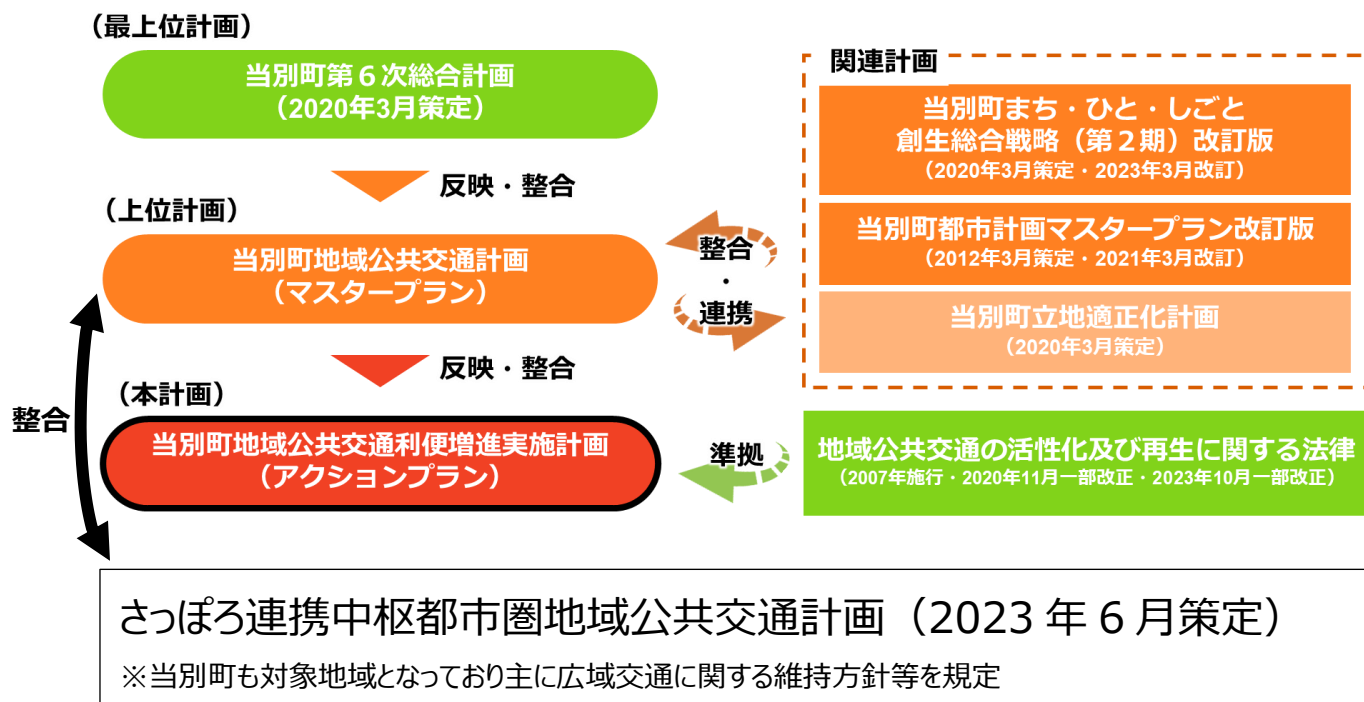 （最上位計画）
当別町第６次総合計画
（2020年3月策定）
反映・整合
（上位計画）
当別町地域公共交通計画
（マスタープラン）
反映・整合
（本計画）
当別町地域公共交通利便増進実施計画
（アクションプラン）
整合
整合
・
連携
準拠
関連計画
当別町まち・ひと・しごと
創生総合戦略（第２期）改訂版
（2020年3月策定・2023年3月改訂）
当別町都市計画マスタープラン改訂版
（2012年3月策定・2021年3月改訂）
当別町立地適正化計画
（2020年3月策定）
地域公共交通の活性化及び再生に関する法律
（2007年施行・2020年11月一部改正・2023年10月一部改正）
さっぽろ連携中枢都市圏地域公共交通計画（2023 年 6 月策定）
※当別町も対象地域となっており主に広域交通に関する維持方針等を規定